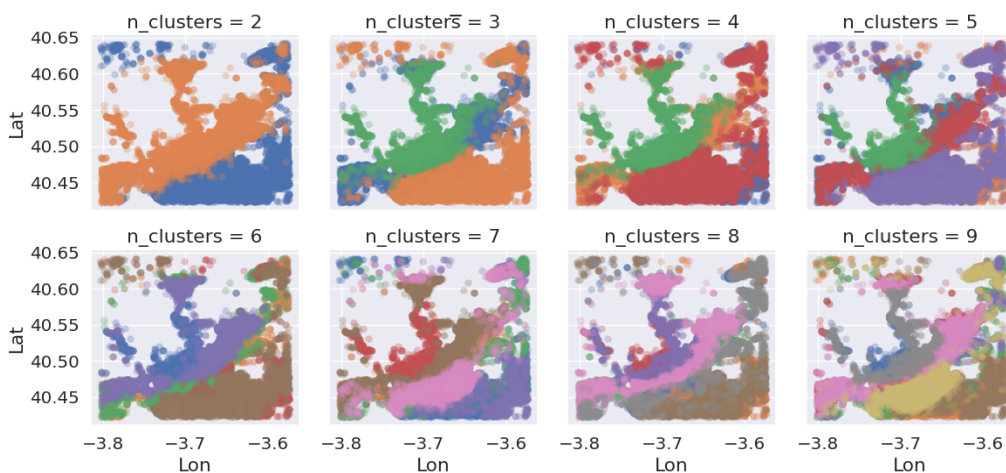 n_clusters = 2 n_clusters̅ = 3 n_clusters = 4 n_clusters = 5
40.65
40.60
40.55
40.50
40.45
Lat
n_clusters = 6 n_clusters = 7 n_clusters = 8 n_clusters = 9
40.65
40.60
40.55
40.50
40.45
Lat
−3.8 −3.7 −3.6 −3.8 −3.7 −3.6 −3.8 −3.7 −3.6 −3.8 −3.7 −3.6
Lon Lon Lon Lon